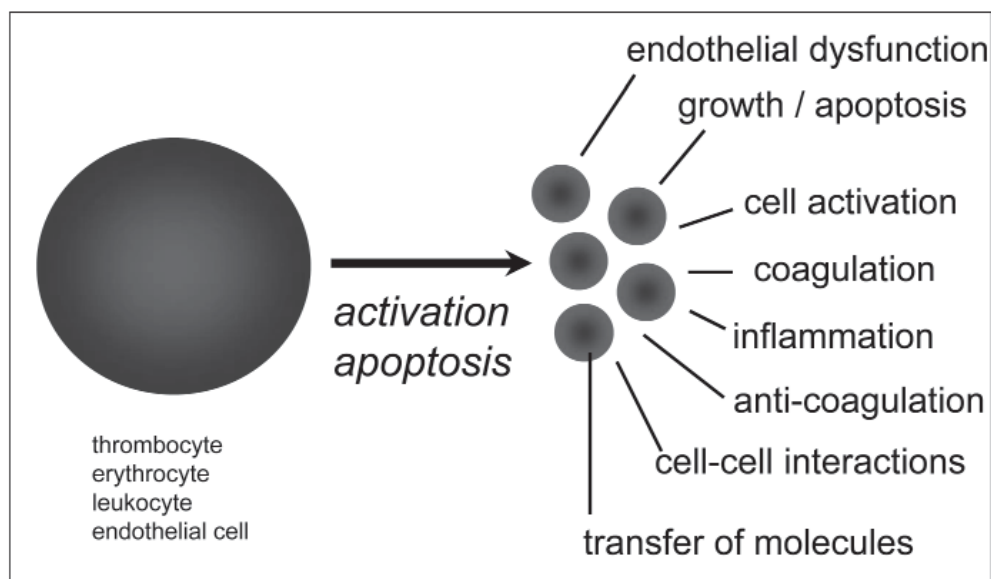 endothelial dysfunction
growth / apoptosis
cell activation
coagulation
inflammation
anti-coagulation
cell-cell interactions
transfer of molecules
activation
apoptosis
thrombocyte
erythrocyte
leukocyte
endothelial cell